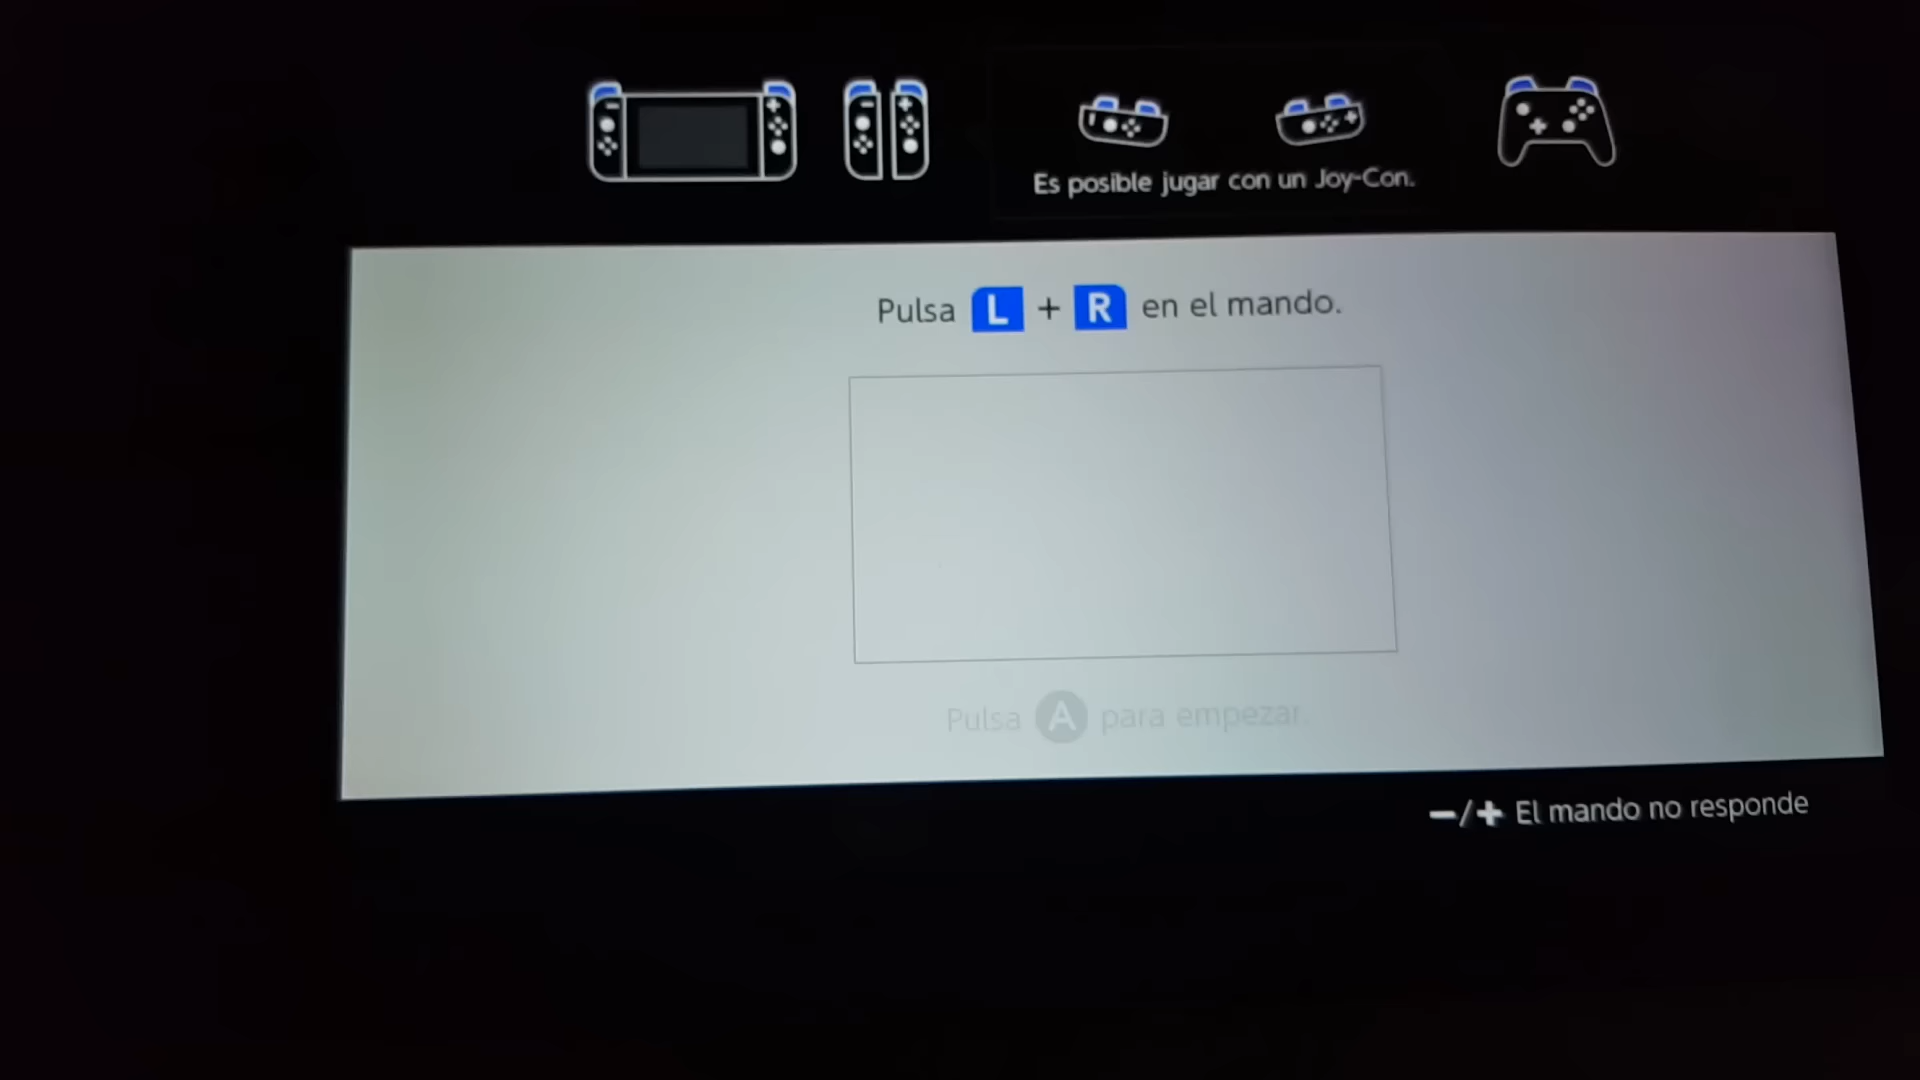 Es posible jugar con un Joy-Con.
Pulsa L + R en el mando.
Pulsa A para empezar.
−/+ El mando no responde